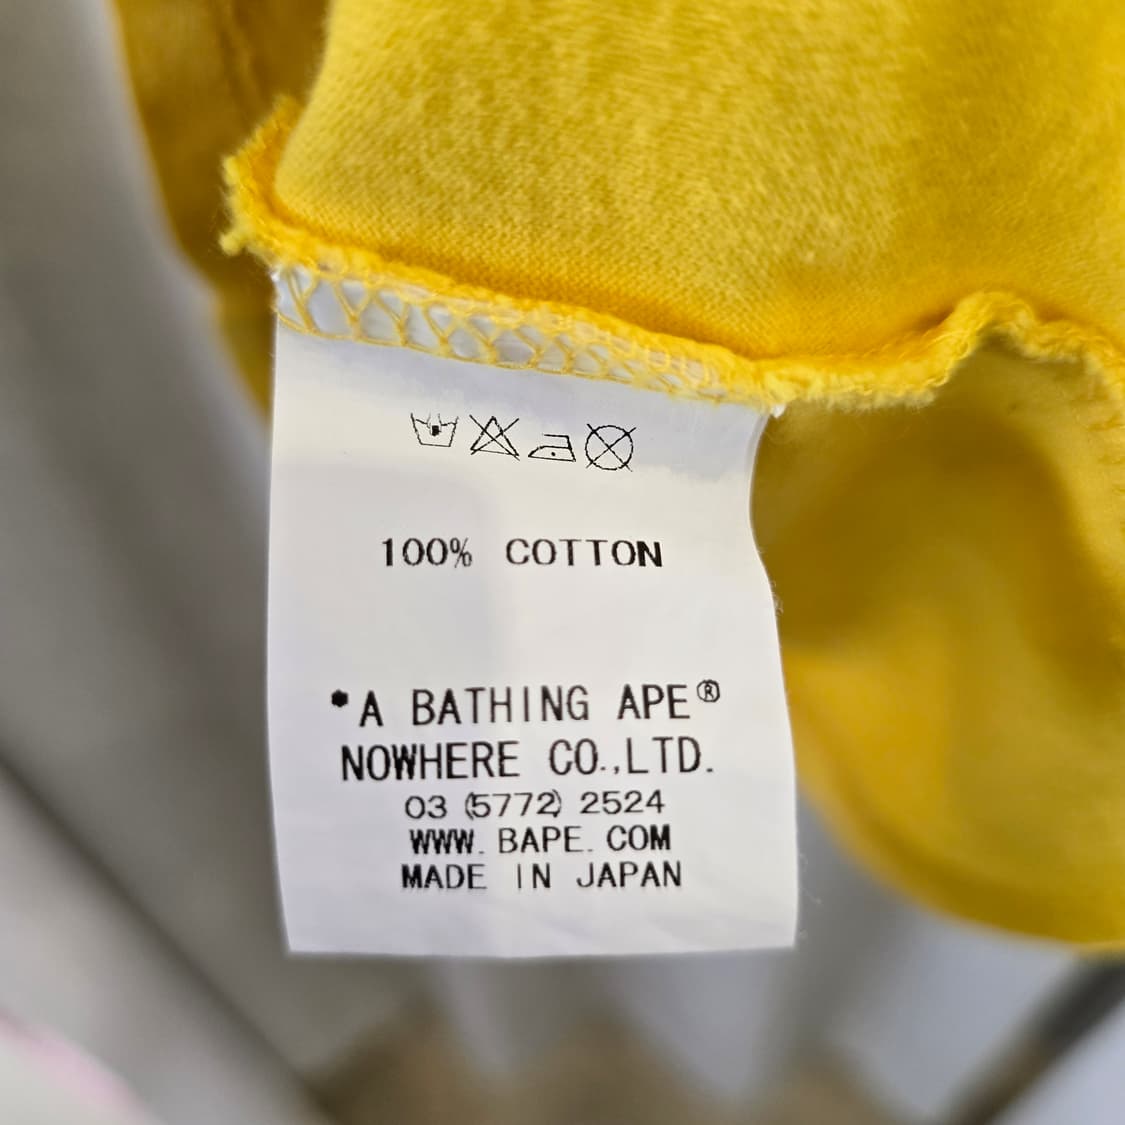 100% COTTON
*A BATHING APE®
NOWHERE CO.,LTD.
03 (5772) 2524
WWW. BAPE. COM
MADE IN JAPAN